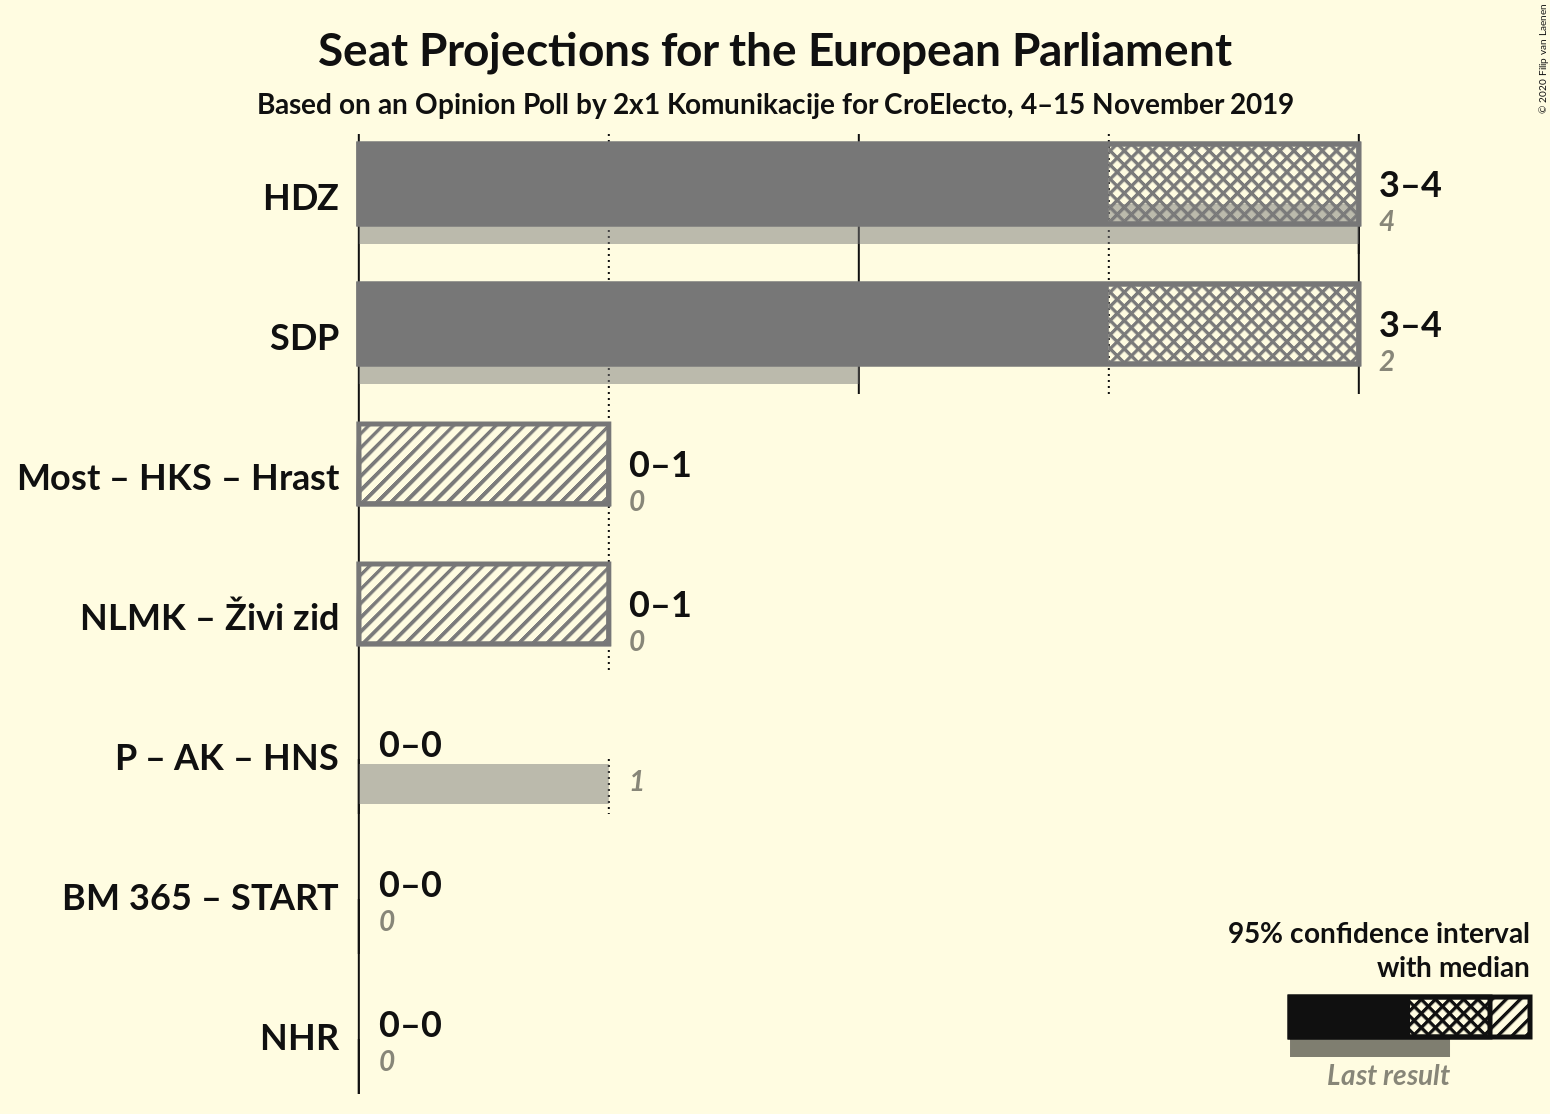 Seat Projections for the European Parliament
Based on an Opinion Poll by 2x1 Komunikacije for CroElecto, 4–15 November 2019
© 2020 Filip van Laenen
HDZ
3–4
4
SDP
3–4
2
Most – HKS – Hrast
0–1
0
NLMK – Živi zid
0–1
0
P – AK – HNS
0–0
1
BM 365 – START
0–0
0
NHR
0–0
0
95% confidence interval
with median
Last result